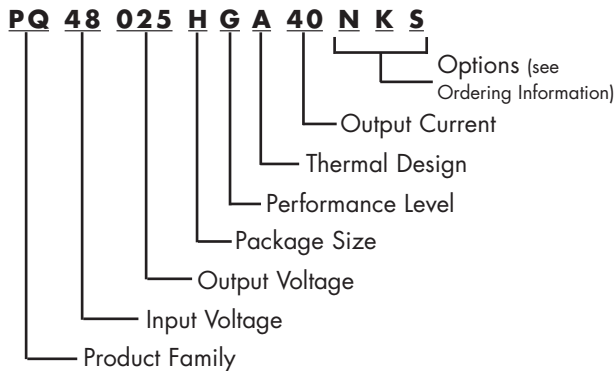 PQ 48 025 H G A 40 N K S
Options (see
Ordering Information)
Output Current
Thermal Design
Performance Level
Package Size
Output Voltage
Input Voltage
Product Family